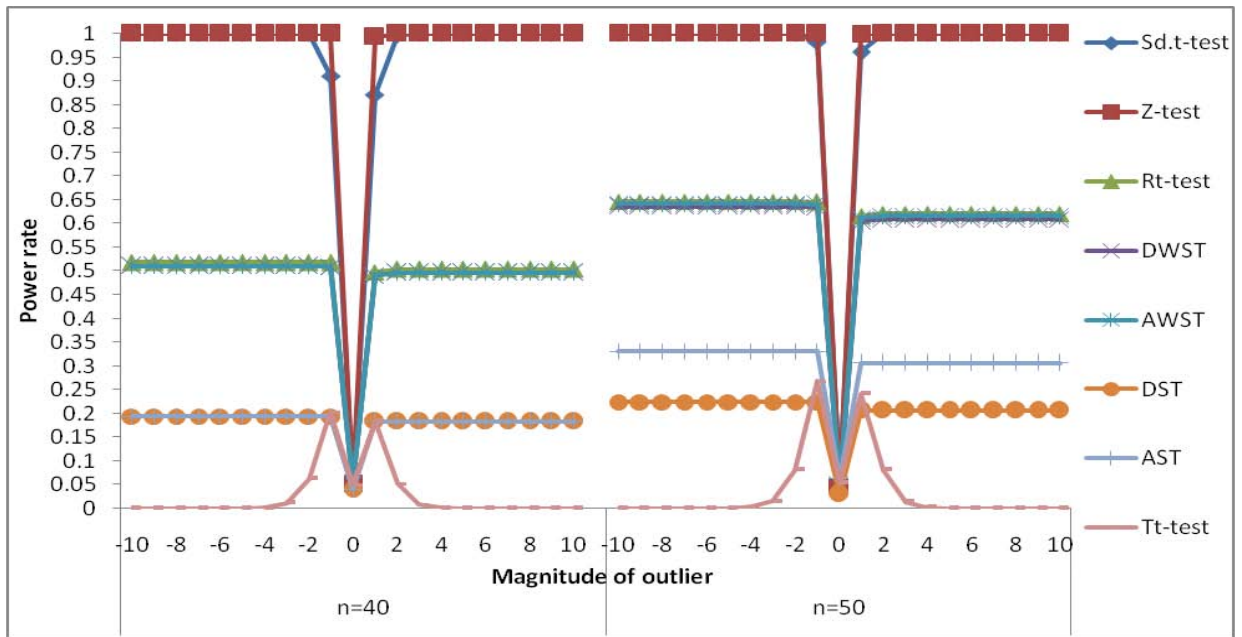 1
0.95
0.9
0.85
0.8
0.75
0.7
0.65
0.6
0.55
0.5
0.45
0.4
0.35
0.3
0.25
0.2
0.15
0.1
0.05
0
Power rate
-10 -8 -6 -4 -2 0 2 4 6 8 10 -10 -8 -6 -4 -2 0 2 4 6 8 10
Magnitude of outlier
n=40 n=50
Sd.t-test
Z-test
Rt-test
DWST
AWST
DST
AST
Tt-test